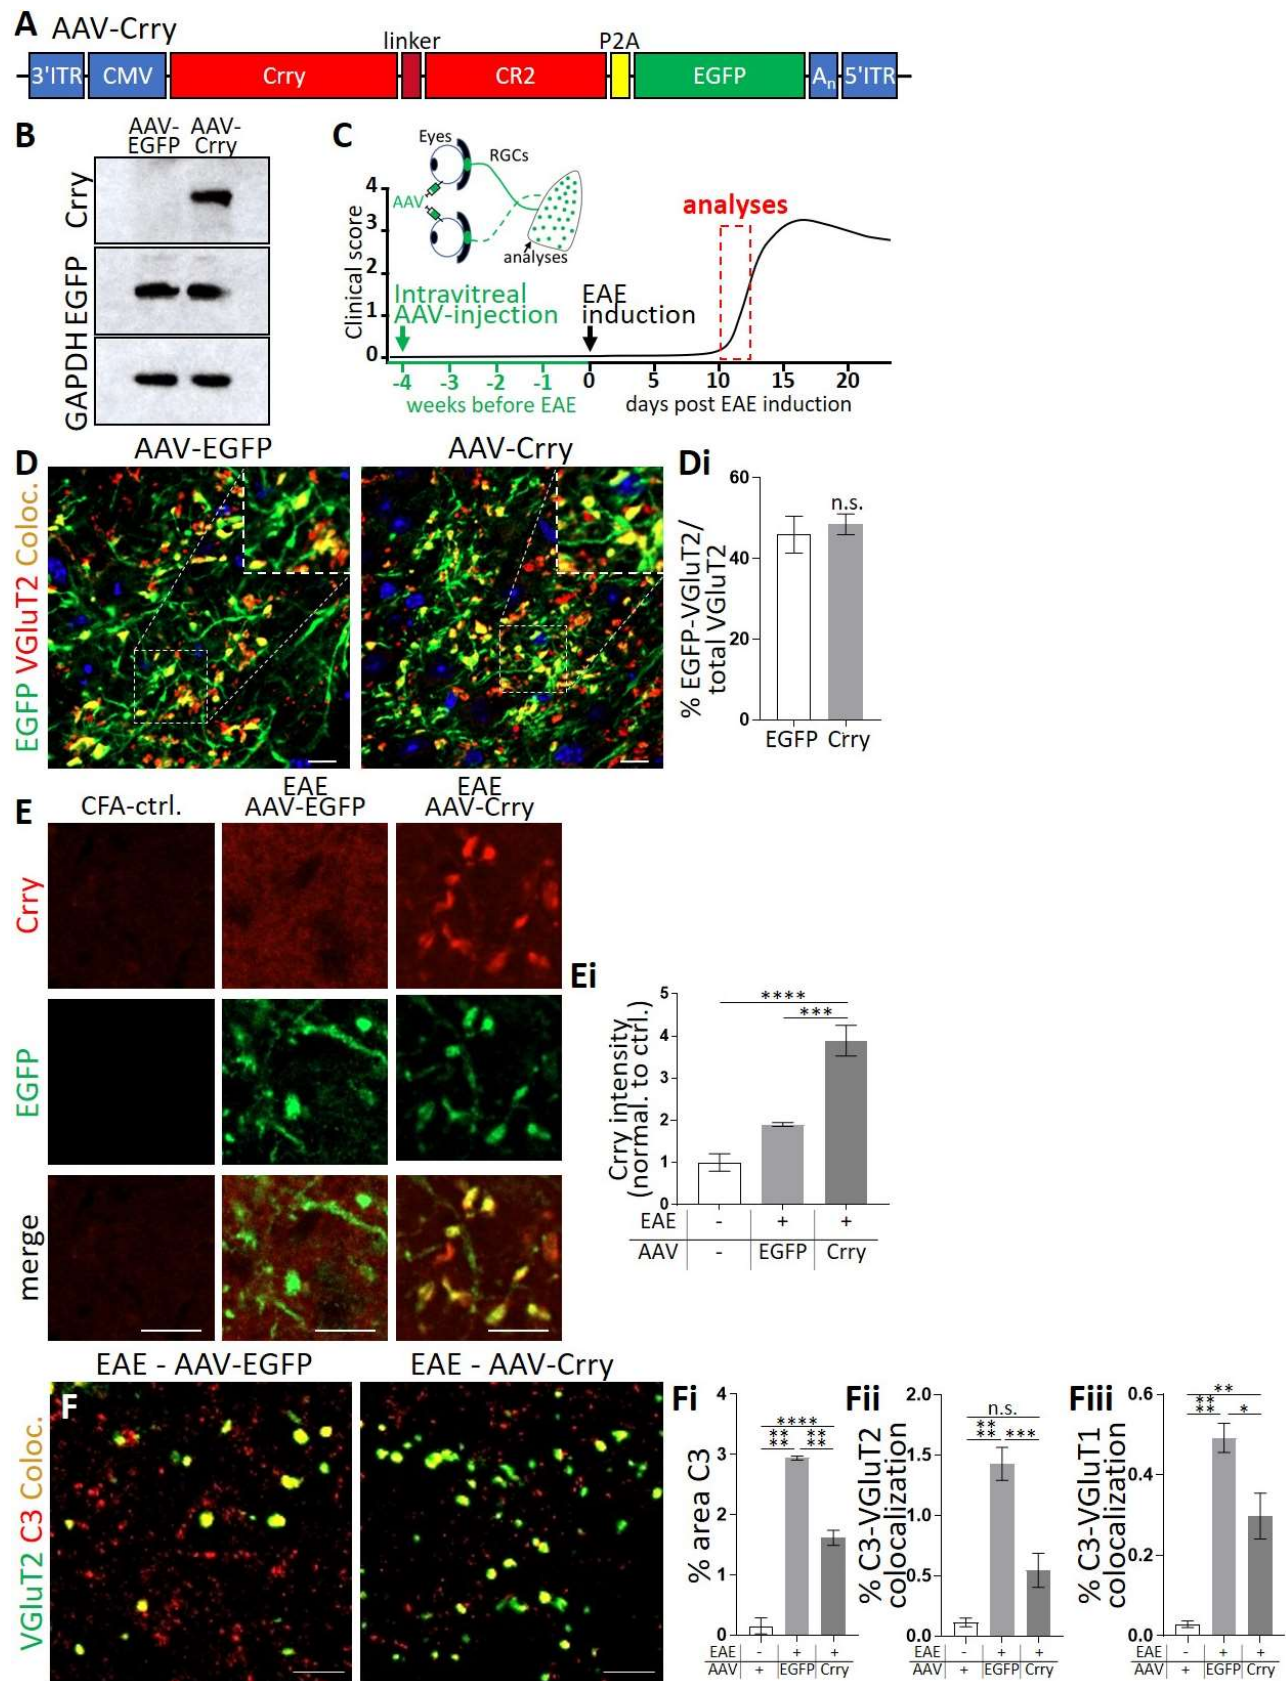 A AAV-Crry
linker P2A
3'ITR CMV Crry CR2 EGFP An 5'ITR
B AAV-EGFP AAV-Crry
Crry
EGFP
GAPDH
C
Eyes
RGCs
AAV
analyses
analyses
Clinical score
4
3
2
1
0
Intravitreal
AAV-injection
EAE
induction
-4 -3 -2 -1 0 5 10 15 20
weeks before EAE days post EAE induction
D AAV-EGFP AAV-Crry
EGFP VGluT2 Coloc.
Di
% EGFP-VGluT2/
total VGluT2
60
40
20
0
n.s.
EGFP Crry
E CFA-ctrl. EAE AAV-EGFP EAE AAV-Crry
Crry
EGFP
merge
Ei
Crry intensity
(normal. to ctrl.)
5
4
3
2
1
0
****
***
EAE - + +
AAV - EGFP Crry
F EAE - AAV-EGFP EAE - AAV-Crry
VGluT2 C3 Coloc.
Fi
% area C3
4
3
2
1
0
****
** **
** **
EAE - + +
AAV + EGFP Crry
Fii
% C3-VGluT2
colocalization
2.0
1.5
1.0
0.5
0.0
n.s.
**
** ***
EAE - + +
AAV + EGFP Crry
Fiii
% C3-VGluT1
colocalization
0.6
0.4
0.2
0.0
**
**
** *
EAE - + +
AAV + EGFP Crry